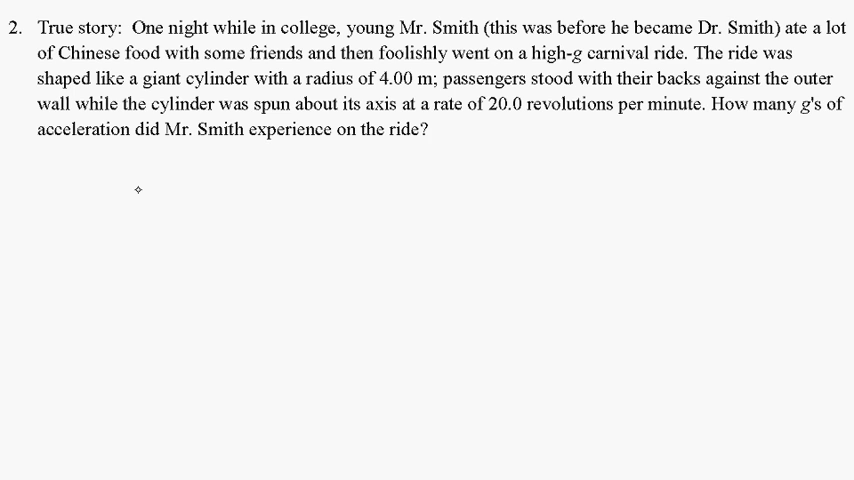 2. True story: One night while in college, young Mr. Smith (this was before he became Dr. Smith) ate a lot
of Chinese food with some friends and then foolishly went on a high-g carnival ride. The ride was
shaped like a giant cylinder with a radius of 4.00 m; passengers stood with their backs against the outer
wall while the cylinder was spun about its axis at a rate of 20.0 revolutions per minute. How many g's of
acceleration did Mr. Smith experience on the ride?